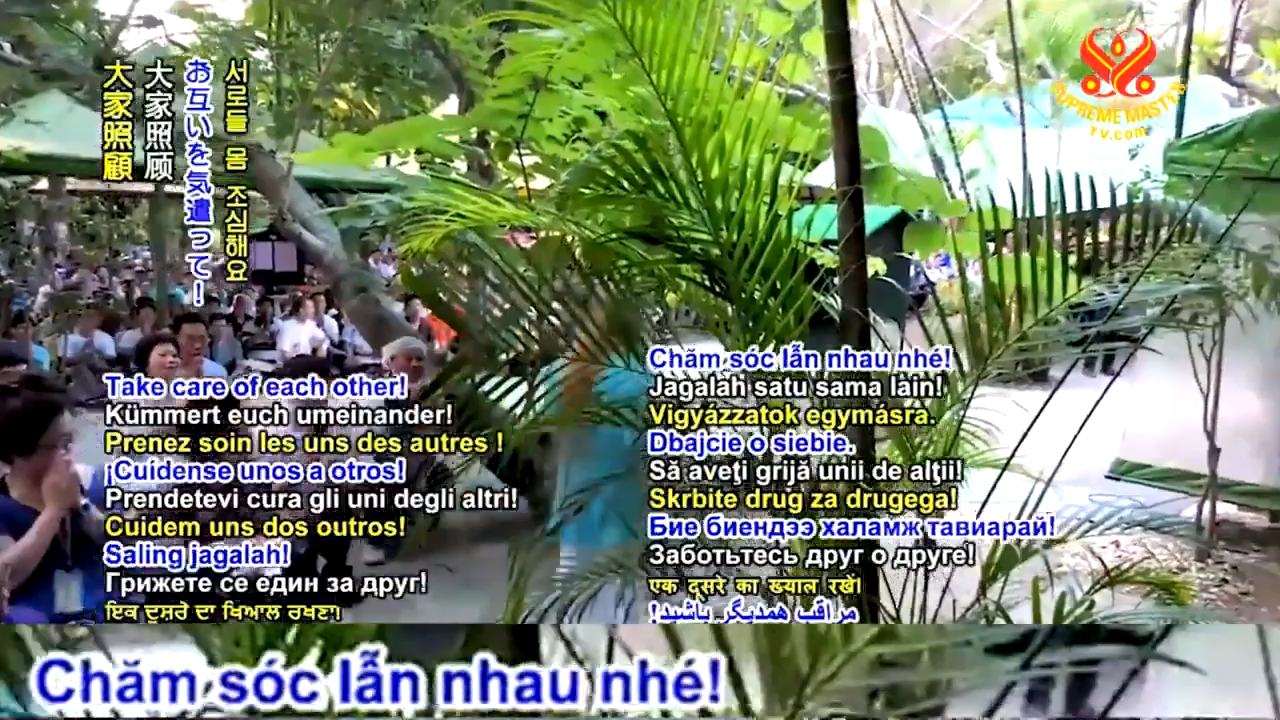 大家照顧
大家照顾
お互いを気遣って！
서로들 몸 조심해요
SUPREME MASTER
TV.com
Take care of each other!
Kümmert euch umeinander!
Prenez soin les uns des autres !
¡Cuídense unos a otros!
Prendetevi cura gli uni degli altri!
Cuidem uns dos outros!
Saling jagalah!
Грижете се един за друг!
ਇਕ ਦੂਸਰੇ ਦਾ ਖਿਆਲ ਰਖਣਾ।
Chăm sóc lẫn nhau nhé!
Jagalah satu sama lain!
Vigyázzatok egymásra.
Dbajcie o siebie.
Să aveţi grijă unii de alţii!
Skrbite drug za drugega!
Бие биендээ халамж тавиарай!
Заботьтесь друг о друге!
एक दूसरे का ख्याल रखें।
مراقب همدیگر باشید!
Chăm sóc lẫn nhau nhé!